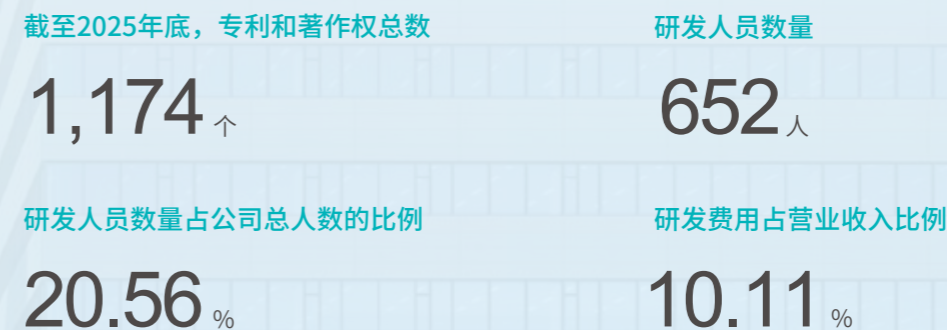 截至2025年底，专利和著作权总数
1,174 个
研发人员数量
652 人
研发人员数量占公司总人数的比例
20.56 %
研发费用占营业收入比例
10.11 %